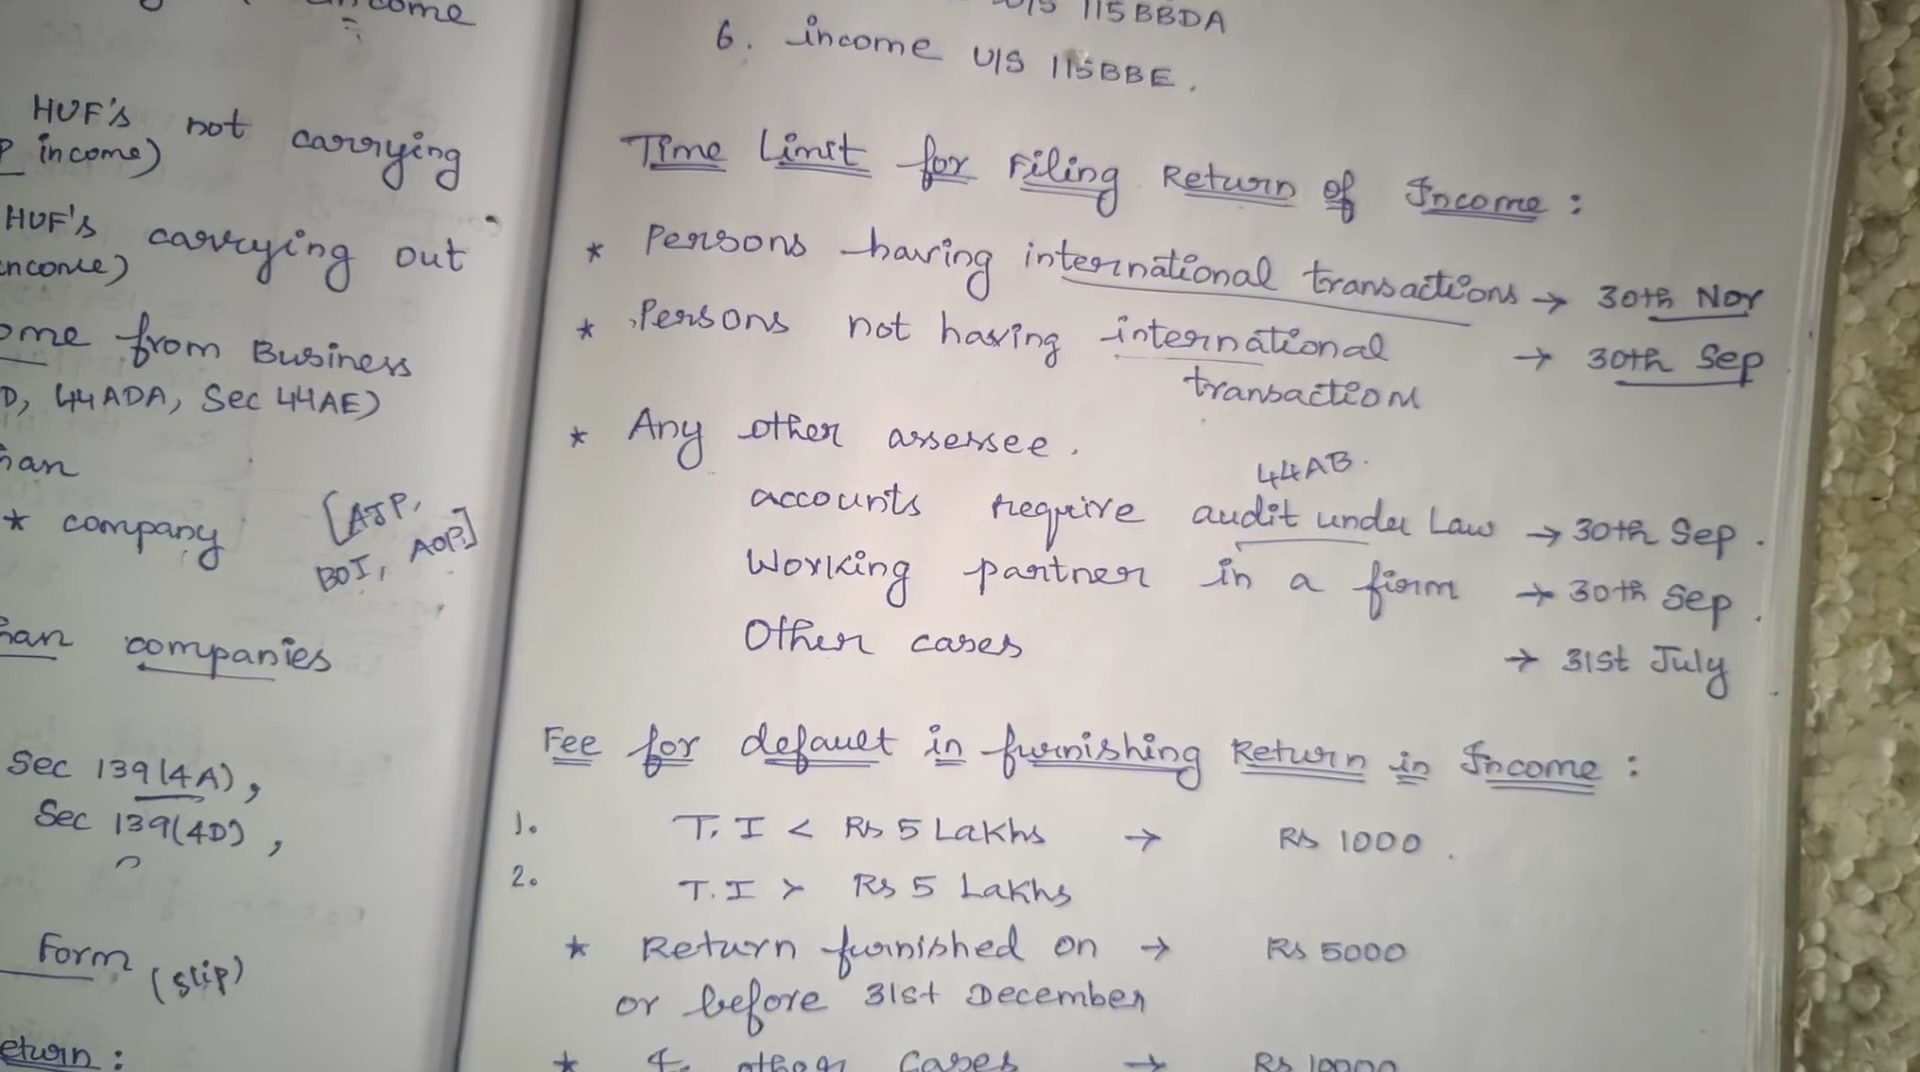 income
HUF's not carrying
income)
HUF's carrying out
from Business
44ADA, Sec 44AE)
* company [AJP,
BOI, AOP.]
companies
Sec 139(4A),
Sec 139(4D),
Form (slip)
U/S 115BBDA
6. income U/S 115BBE.
Time Limit for Filing Return of Income :
* Persons having international transactions → 30th Nov
* Persons not having international → 30th Sep
transaction
* Any other assessee.
44AB.
accounts require audit under Law → 30th Sep.
Working partner in a firm → 30th Sep.
Other cases → 31st July
Fee for default in furnishing Return in Income :
1. T.I < Rs 5 Lakhs → Rs 1000.
2. T.I > Rs 5 Lakhs
* Return furnished on → Rs 5000
or before 31st December
* other cases → Rs 10000